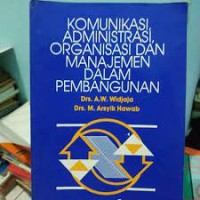 KOMUNIKASI,
ADMINISTRASI,
ORGANISASI DAN
MANAJEMEN
DALAM
PEMBANGUNAN
Drs. A.W. Widjaja
Drs. M. Arsyik Hawab